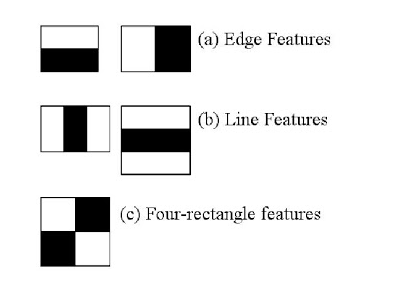 (a) Edge Features
(b) Line Features
(c) Four-rectangle features